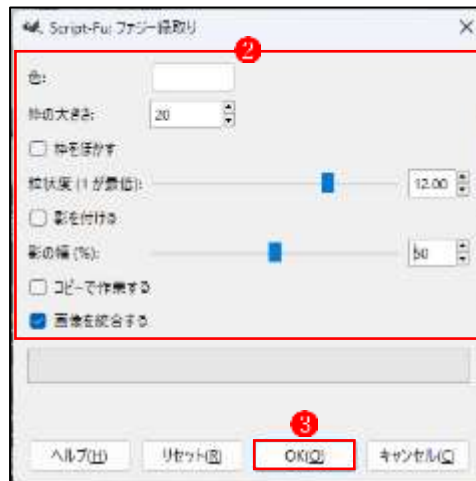 Script-Fu: ファジー縁取り
2
色:
枠の大きさ: 20
枠をぼかす
粒状度 (1 が最低): 12.00
影を付ける
影の幅 (%): 50
コピーで作業する
画像を統合する
3
ヘルプ(H) リセット(R) OK(O) キャンセル(C)